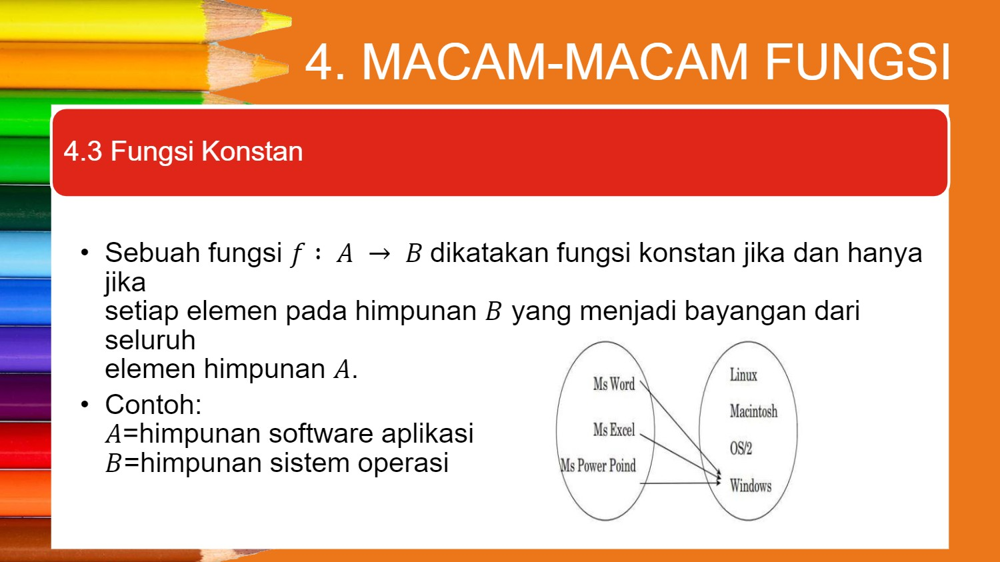 4. MACAM-MACAM FUNGSI
4.3 Fungsi Konstan
• Sebuah fungsi 𝑓: 𝐴 → 𝐵 dikatakan fungsi konstan jika dan hanya
jika
setiap elemen pada himpunan 𝐵 yang menjadi bayangan dari
seluruh
elemen himpunan 𝐴.
• Contoh:
𝐴=himpunan software aplikasi
𝐵=himpunan sistem operasi
Ms Word
Ms Excel
Ms Power Poind
Linux
Macintosh
OS/2
Windows